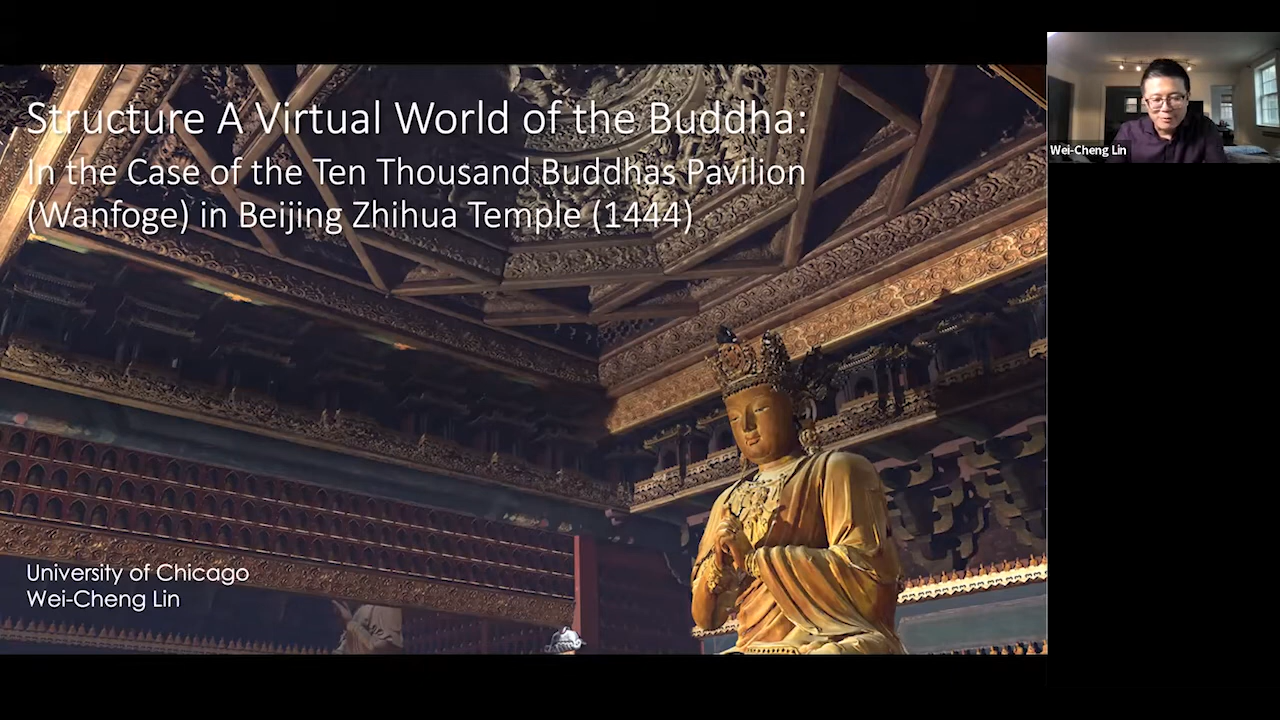 Structure A Virtual World of the Buddha:
In the Case of the Ten Thousand Buddhas Pavilion
(Wanfoge) in Beijing Zhihua Temple (1444)
University of Chicago
Wei-Cheng Lin
Wei-Cheng Lin